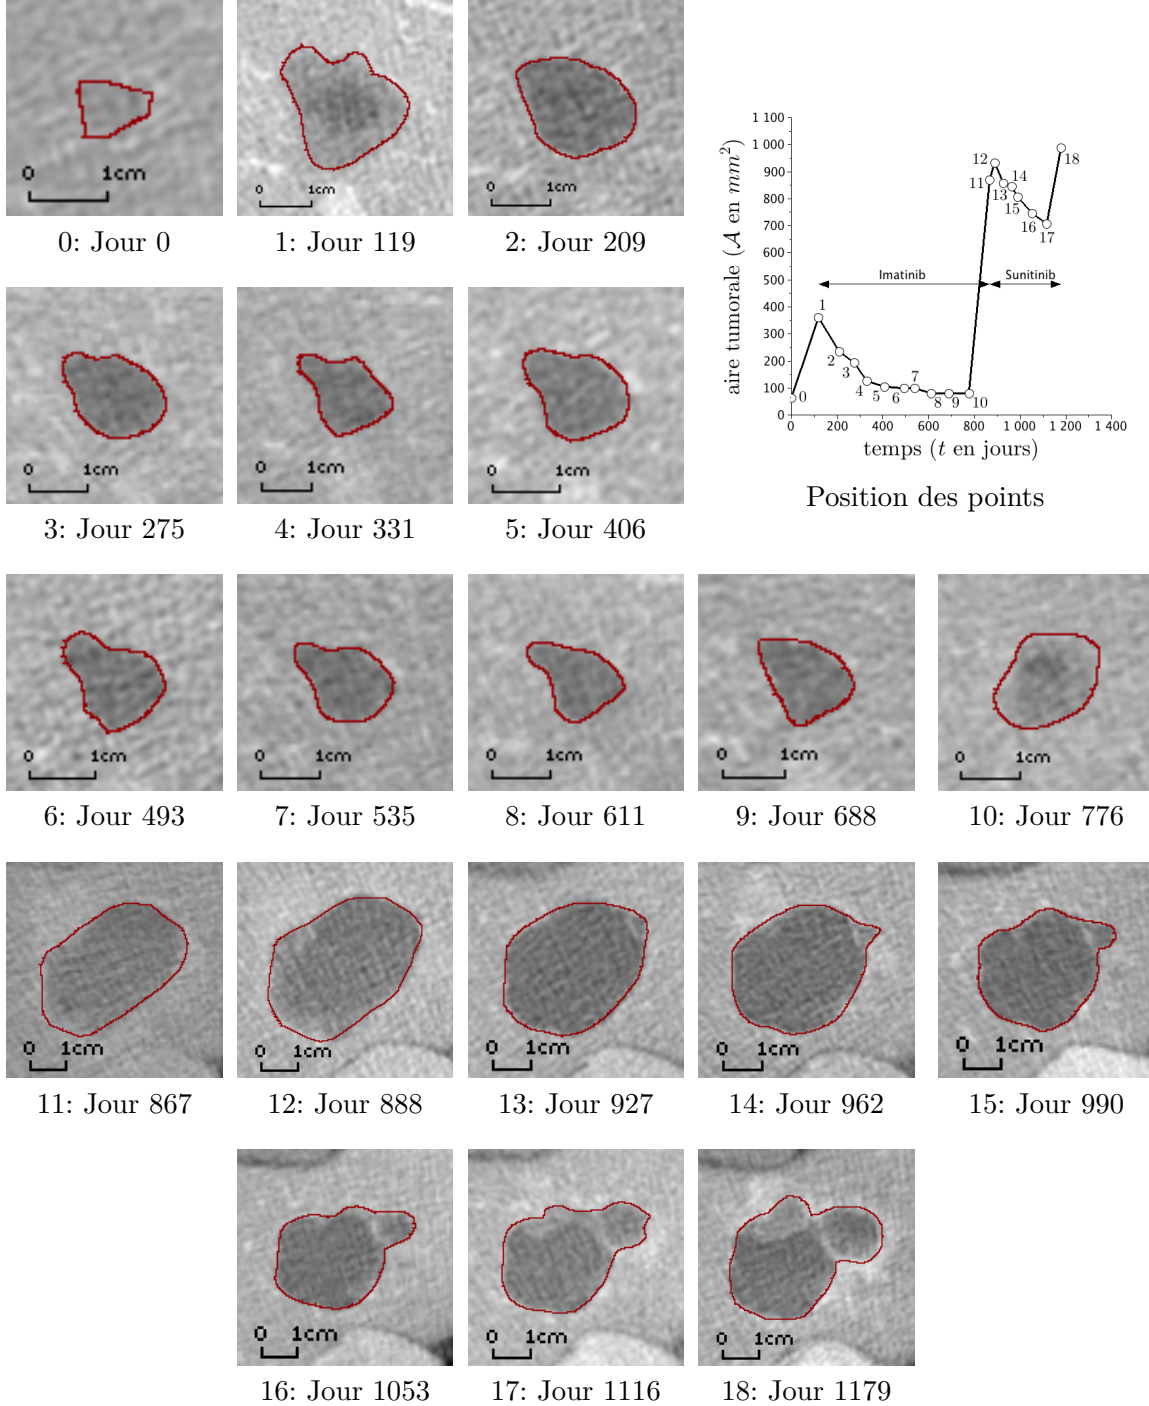 0 1cm
0: Jour 0
0 1cm
1: Jour 119
0 1cm
2: Jour 209
1 100
1 000
900
800
700
600
500
400
300
200
100
0
aire tumorale (𝒜 en mm²)
0 200 400 600 800 1 000 1 200 1 400
temps (t en jours)
Imatinib
Sunitinib
0
1
2
3
4
5
6
7
8
9
10
11
12
13
14
15
16
17
18
Position des points
0 1cm
3: Jour 275
0 1cm
4: Jour 331
0 1cm
5: Jour 406
0 1cm
6: Jour 493
0 1cm
7: Jour 535
0 1cm
8: Jour 611
0 1cm
9: Jour 688
0 1cm
10: Jour 776
0 1cm
11: Jour 867
0 1cm
12: Jour 888
0 1cm
13: Jour 927
0 1cm
14: Jour 962
0 1cm
15: Jour 990
0 1cm
16: Jour 1053
0 1cm
17: Jour 1116
0 1cm
18: Jour 1179